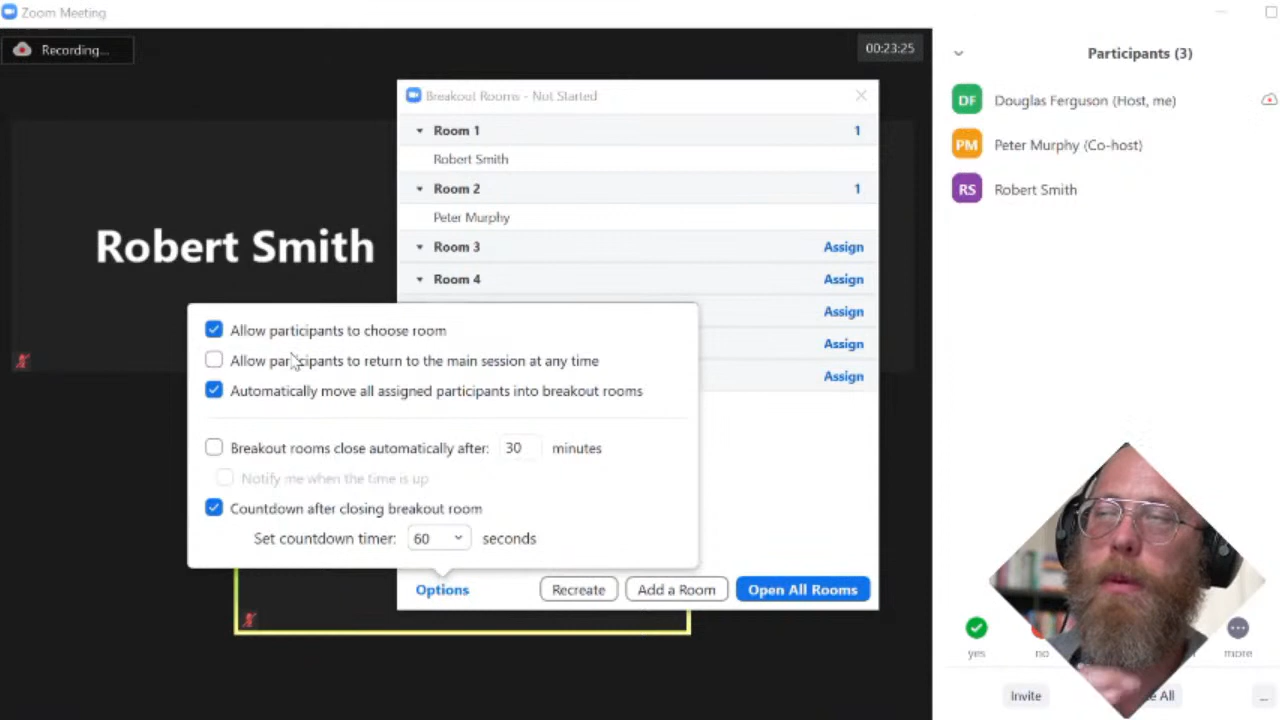 Zoom Meeting
Recording...
00:23:25
Breakout Rooms - Not Started
Room 1
1
Robert Smith
Room 2
1
Peter Murphy
Room 3
Assign
Room 4
Assign
Assign
Assign
Assign
Robert Smith
Allow participants to choose room
Allow participants to return to the main session at any time
Automatically move all assigned participants into breakout rooms
Breakout rooms close automatically after: 30 minutes
Notify me when the time is up
Countdown after closing breakout room
Set countdown timer: 60 seconds
Options
Recreate
Add a Room
Open All Rooms
Participants (3)
DF Douglas Ferguson (Host, me)
PM Peter Murphy (Co-host)
RS Robert Smith
yes
no
more
Invite
All
...